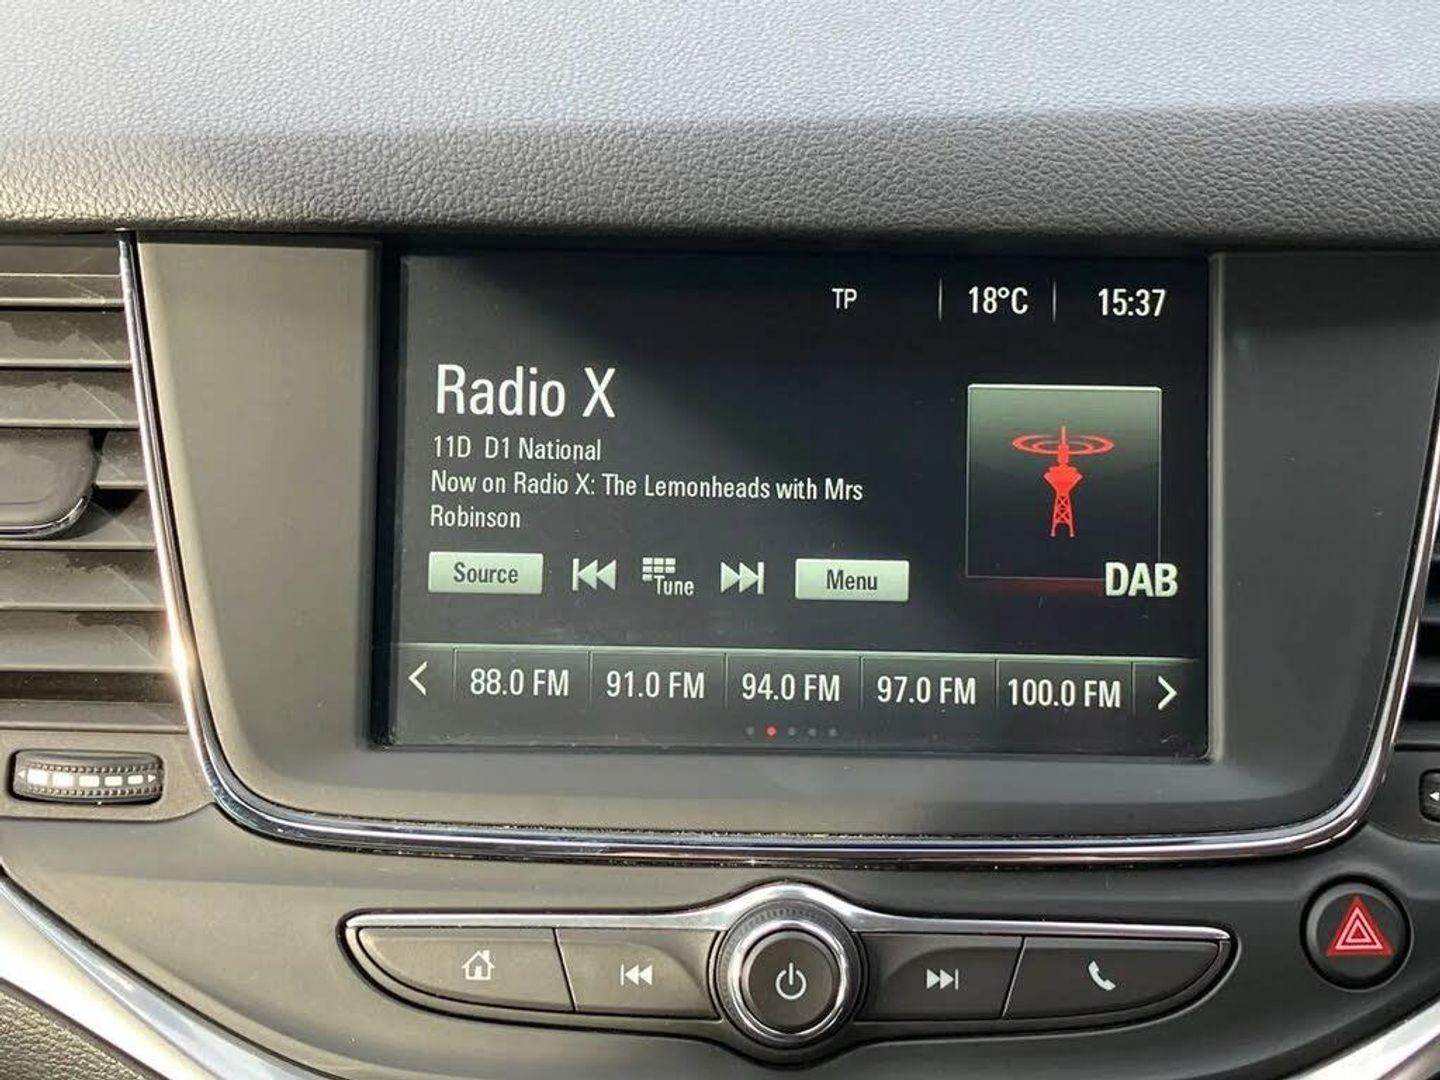 TP 18°C 15:37
Radio X
11D D1 National
Now on Radio X: The Lemonheads with Mrs
Robinson
Source Tune Menu
DAB
88.0 FM 91.0 FM 94.0 FM 97.0 FM 100.0 FM